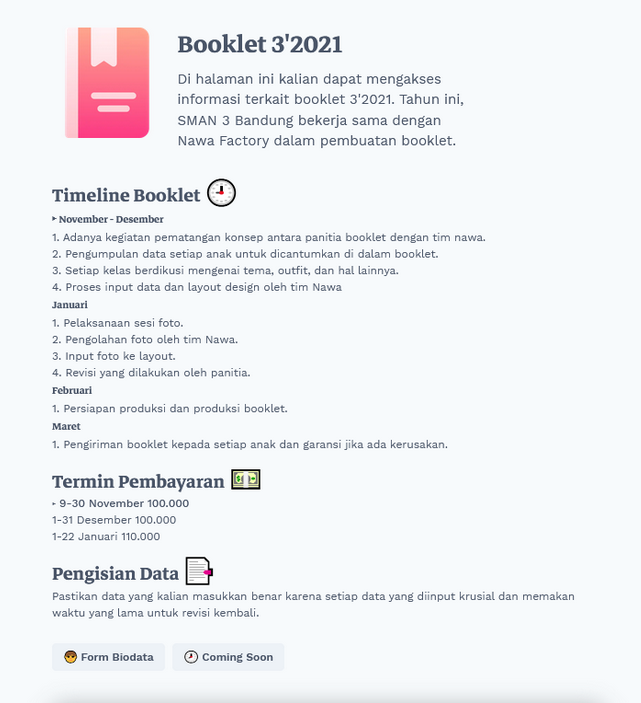 Booklet 3'2021
Di halaman ini kalian dapat mengakses
informasi terkait booklet 3'2021. Tahun ini,
SMAN 3 Bandung bekerja sama dengan
Nawa Factory dalam pembuatan booklet.
Timeline Booklet
‣ November - Desember
1. Adanya kegiatan pematangan konsep antara panitia booklet dengan tim nawa.
2. Pengumpulan data setiap anak untuk dicantumkan di dalam booklet.
3. Setiap kelas berdikusi mengenai tema, outfit, dan hal lainnya.
4. Proses input data dan layout design oleh tim Nawa
Januari
1. Pelaksanaan sesi foto.
2. Pengolahan foto oleh tim Nawa.
3. Input foto ke layout.
4. Revisi yang dilakukan oleh panitia.
Februari
1. Persiapan produksi dan produksi booklet.
Maret
1. Pengiriman booklet kepada setiap anak dan garansi jika ada kerusakan.
Termin Pembayaran
‣ 9-30 November 100.000
1-31 Desember 100.000
1-22 Januari 110.000
Pengisian Data
Pastikan data yang kalian masukkan benar karena setiap data yang diinput krusial dan memakan
waktu yang lama untuk revisi kembali.
Form Biodata
Coming Soon